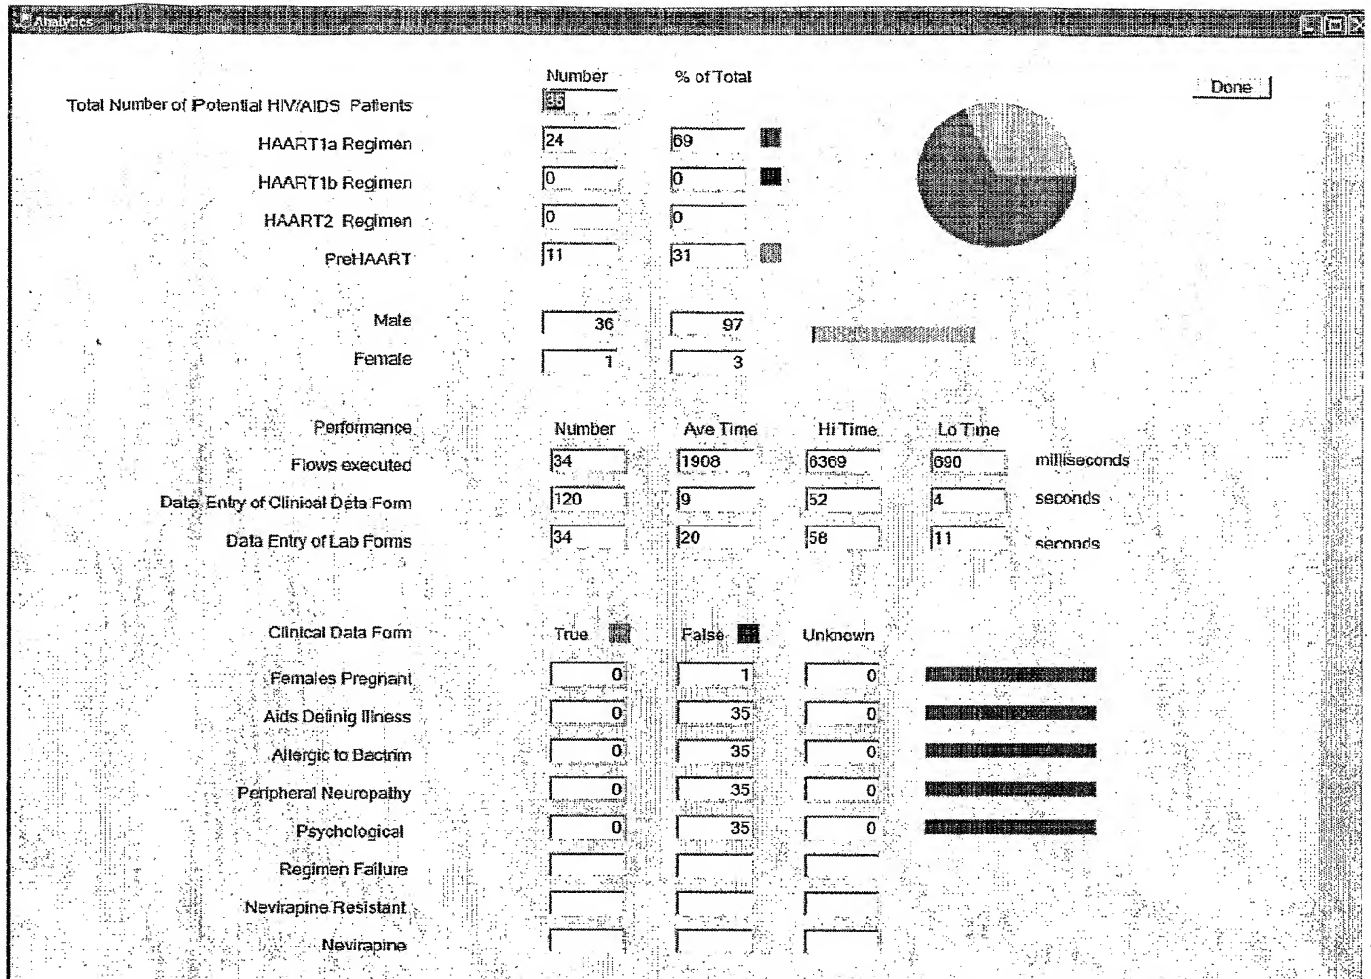 Analytics
Number % of Total
Done
Total Number of Potential HIV/AIDS Patients 35
HAART1a Regimen 24 69
HAART1b Regimen 0 0
HAART2 Regimen 0 0
PreHAART 11 31
Male 36 97
Female 1 3
Performance Number Ave Time Hi Time Lo Time
Flows executed 34 1908 6369 690 milliseconds
Data Entry of Clinical Data Form 120 9 52 4 seconds
Data Entry of Lab Forms 34 20 58 11 seconds
Clinical Data Form True False Unknown
Females Pregnant 0 1 0
Aids Definig Illness 0 35 0
Allergic to Bactrim 0 35 0
Peripheral Neuropathy 0 35 0
Psychological 0 35 0
Regimen Failure
Nevirapine Resistant
Nevirapine